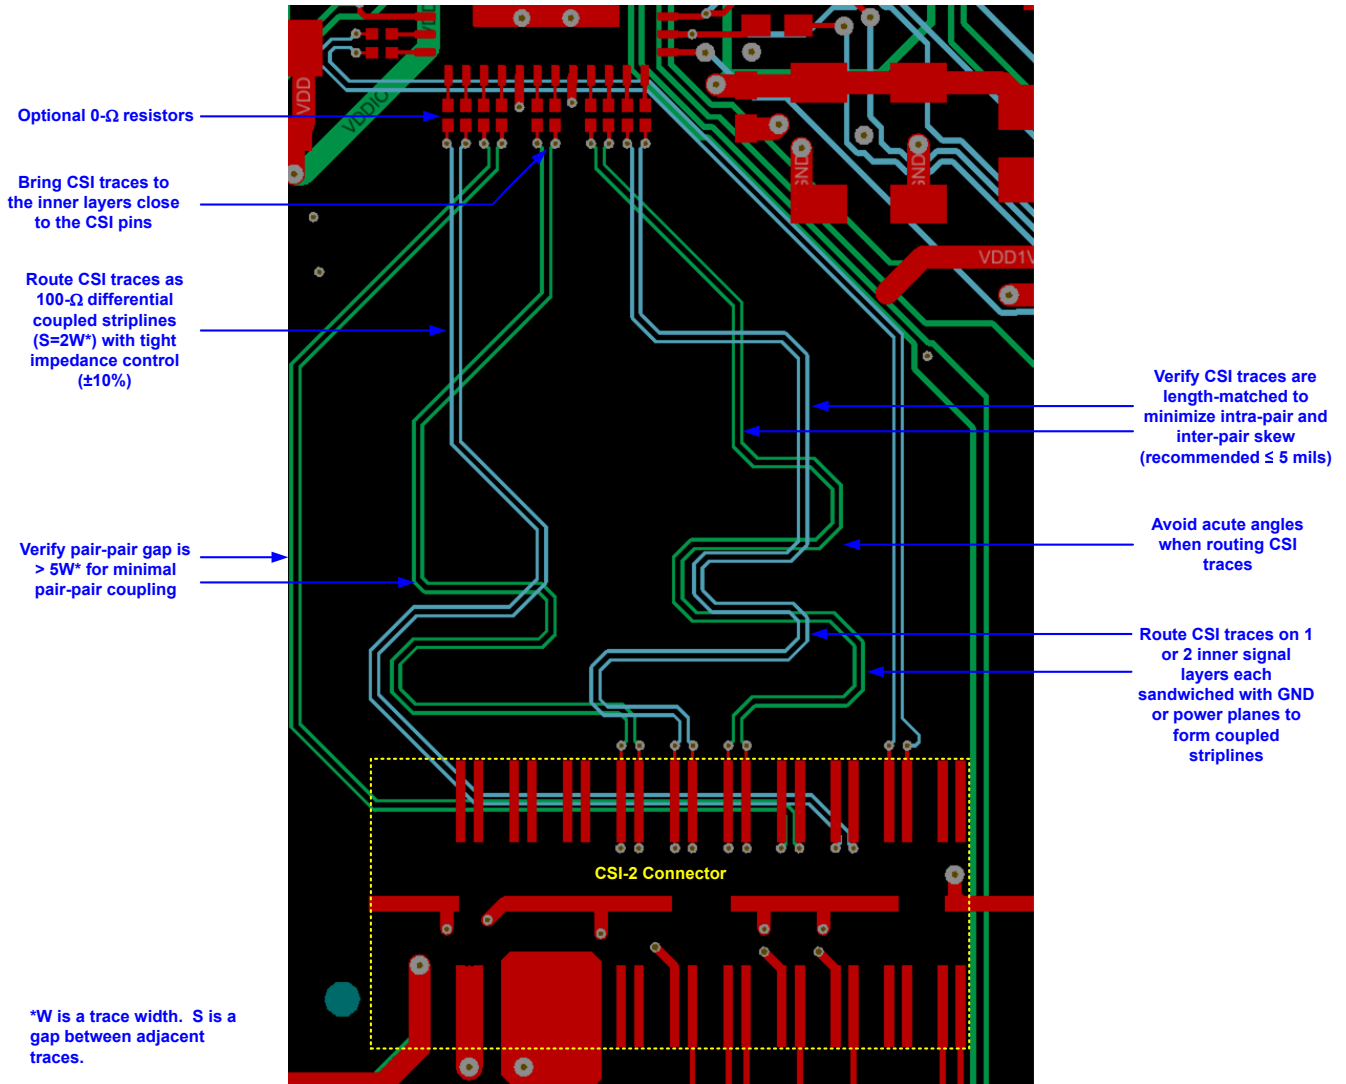 Optional 0-Ω resistors
Bring CSI traces to
the inner layers close
to the CSI pins
Route CSI traces as
100-Ω differential
coupled striplines
(S=2W*) with tight
impedance control
(±10%)
Verify pair-pair gap is
> 5W* for minimal
pair-pair coupling
*W is a trace width. S is a
gap between adjacent
traces.
VDD
VDDIO
GND
GND
VDD1V
Verify CSI traces are
length-matched to
minimize intra-pair and
inter-pair skew
(recommended ≤ 5 mils)
Avoid acute angles
when routing CSI
traces
Route CSI traces on 1
or 2 inner signal
layers each
sandwiched with GND
or power planes to
form coupled
striplines
CSI-2 Connector